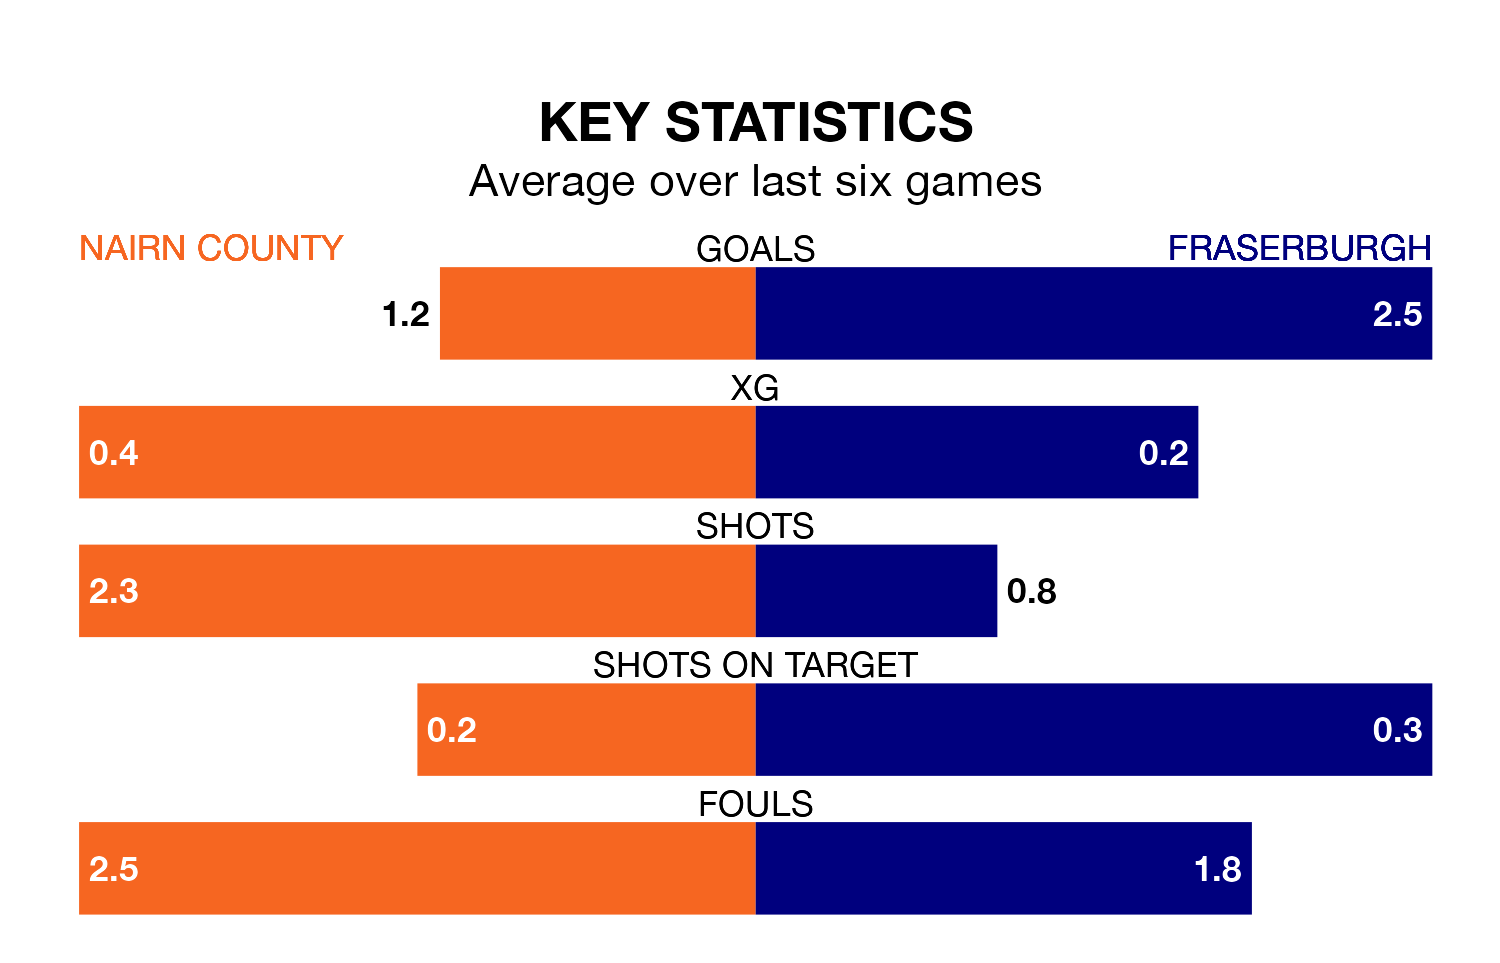 KEY STATISTICS
Average over last six games
NAIRN COUNTY GOALS FRASERBURGH
1.2 2.5
XG
0.4 0.2
SHOTS
2.3 0.8
SHOTS ON TARGET
0.2 0.3
FOULS
2.5 1.8